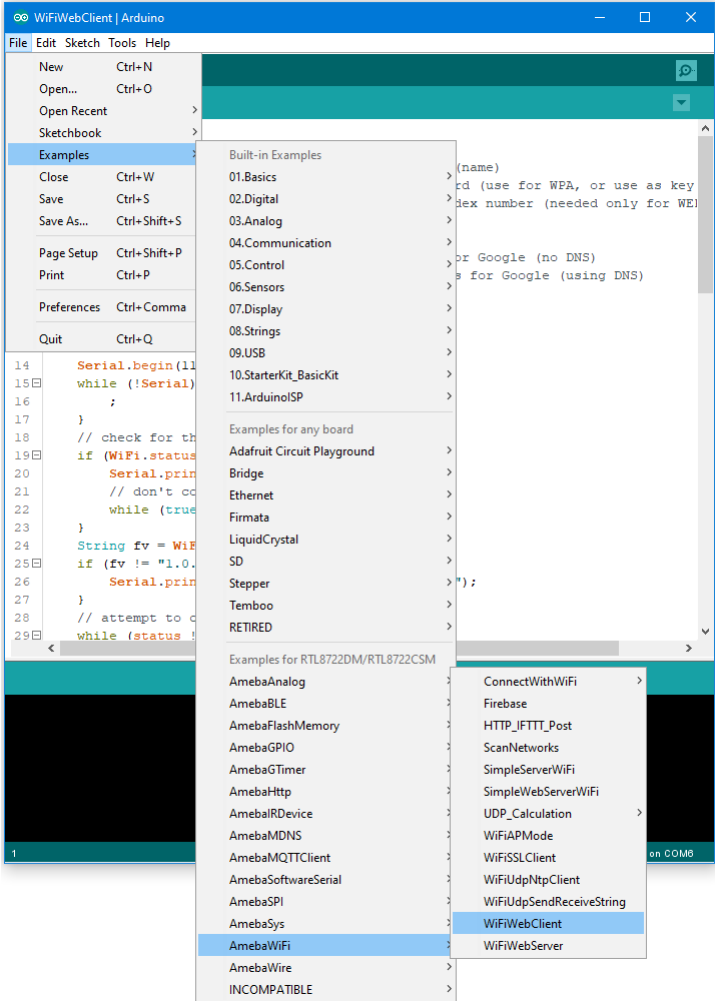 WiFiWebClient | Arduino
File Edit Sketch Tools Help
New Ctrl+N
Open... Ctrl+O
Open Recent
Sketchbook
Examples
Close Ctrl+W
Save Ctrl+S
Save As... Ctrl+Shift+S
Page Setup Ctrl+Shift+P
Print Ctrl+P
Preferences Ctrl+Comma
Quit Ctrl+Q
Built-in Examples
01.Basics
02.Digital
03.Analog
04.Communication
05.Control
06.Sensors
07.Display
08.Strings
09.USB
10.StarterKit_BasicKit
11.ArduinoISP
Examples for any board
Adafruit Circuit Playground
Bridge
Ethernet
Firmata
LiquidCrystal
SD
Stepper
Temboo
RETIRED
Examples for RTL8722DM/RTL8722CSM
AmebaAnalog
AmebaBLE
AmebaFlashMemory
AmebaGPIO
AmebaGTimer
AmebaHttp
AmebaIRDevice
AmebaMDNS
AmebaMQTTClient
AmebaSoftwareSerial
AmebaSPI
AmebaSys
AmebaWiFi
AmebaWire
INCOMPATIBLE
ConnectWithWiFi
Firebase
HTTP_IFTTT_Post
ScanNetworks
SimpleServerWiFi
SimpleWebServerWiFi
UDP_Calculation
WiFiAPMode
WiFiSSLClient
WiFiUdpNtpClient
WiFiUdpSendReceiveString
WiFiWebClient
WiFiWebServer
(name)
rd (use for WPA, or use as key
dex number (needed only for WE
or Google (no DNS)
s for Google (using DNS)
14 Serial.begin(11
15 while (!Serial)
16 ;
17 }
18 // check for th
19 if (WiFi.status
20 Serial.prin
21 // don't co
22 while (true
23 }
24 String fv = WiF
25 if (fv != "1.0.
26 Serial.prin ");
27 }
28 // attempt to c
29 while (status !
1 on COM6